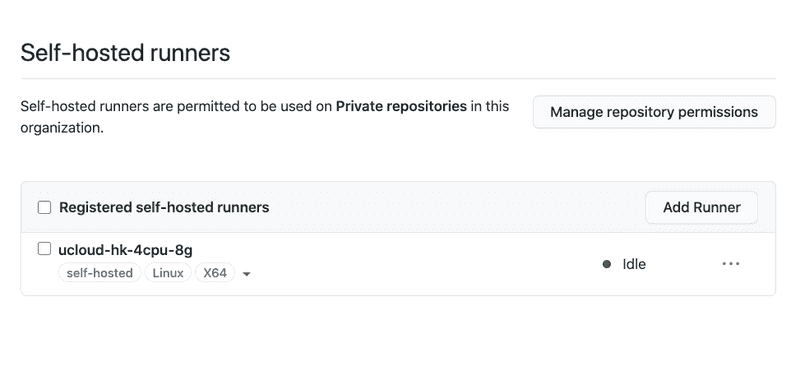 Self-hosted runners
Self-hosted runners are permitted to be used on Private repositories in this
organization.
Manage repository permissions
Registered self-hosted runners
Add Runner
ucloud-hk-4cpu-8g
self-hosted Linux X64
Idle